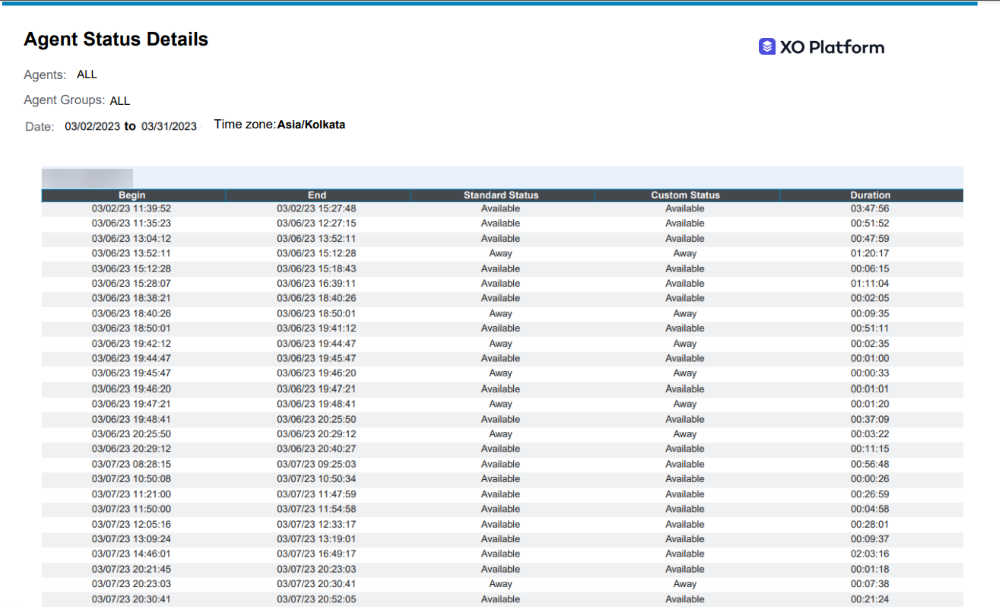 Agent Status Details
XO Platform
Agents: ALL
Agent Groups: ALL
Date: 03/02/2023 to 03/31/2023 Time zone:Asia/Kolkata
Begin End Standard Status Custom Status Duration
03/02/23 11:39:52 03/02/23 15:27:48 Available Available 03:47:56
03/06/23 11:35:23 03/06/23 12:27:15 Available Available 00:51:52
03/06/23 13:04:12 03/06/23 13:52:11 Available Available 00:47:59
03/06/23 13:52:11 03/06/23 15:12:28 Away Away 01:20:17
03/06/23 15:12:28 03/06/23 15:18:43 Available Available 00:06:15
03/06/23 15:28:07 03/06/23 16:39:11 Available Available 01:11:04
03/06/23 18:38:21 03/06/23 18:40:26 Available Available 00:02:05
03/06/23 18:40:26 03/06/23 18:50:01 Away Away 00:09:35
03/06/23 18:50:01 03/06/23 19:41:12 Available Available 00:51:11
03/06/23 19:42:12 03/06/23 19:44:47 Away Away 00:02:35
03/06/23 19:44:47 03/06/23 19:45:47 Available Available 00:01:00
03/06/23 19:45:47 03/06/23 19:46:20 Away Away 00:00:33
03/06/23 19:46:20 03/06/23 19:47:21 Available Available 00:01:01
03/06/23 19:47:21 03/06/23 19:48:41 Away Away 00:01:20
03/06/23 19:48:41 03/06/23 20:25:50 Available Available 00:37:09
03/06/23 20:25:50 03/06/23 20:29:12 Away Away 00:03:22
03/06/23 20:29:12 03/06/23 20:40:27 Available Available 00:11:15
03/07/23 08:28:15 03/07/23 09:25:03 Available Available 00:56:48
03/07/23 10:50:08 03/07/23 10:50:34 Available Available 00:00:26
03/07/23 11:21:00 03/07/23 11:47:59 Available Available 00:26:59
03/07/23 11:50:00 03/07/23 11:54:58 Available Available 00:04:58
03/07/23 12:05:16 03/07/23 12:33:17 Available Available 00:28:01
03/07/23 13:09:24 03/07/23 13:19:01 Available Available 00:09:37
03/07/23 14:46:01 03/07/23 16:49:17 Available Available 02:03:16
03/07/23 20:21:45 03/07/23 20:23:03 Available Available 00:01:18
03/07/23 20:23:03 03/07/23 20:30:41 Away Away 00:07:38
03/07/23 20:30:41 03/07/23 20:52:05 Available Available 00:21:24